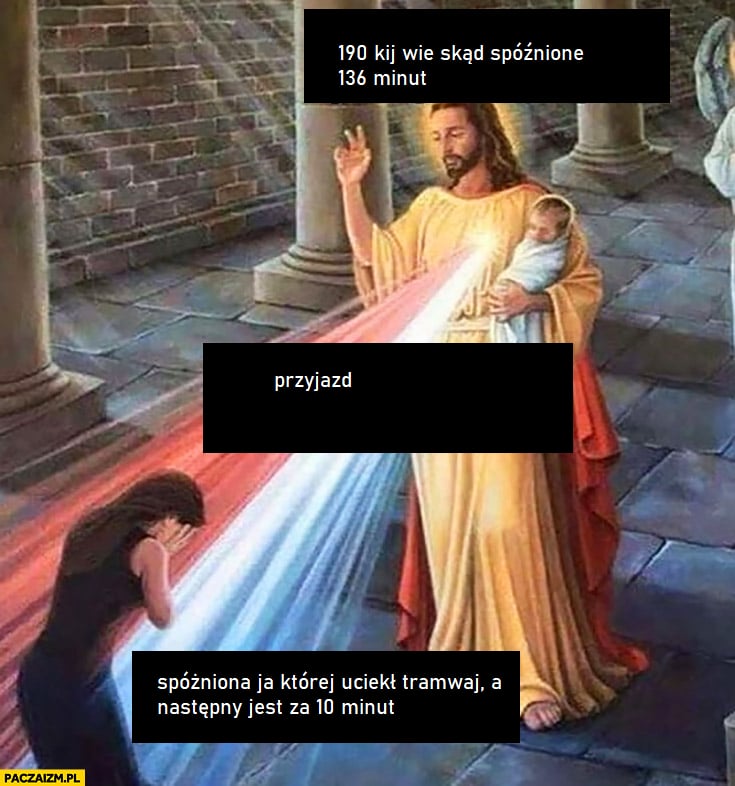 190 kij wie skąd spóźnione
136 minut
przyjazd
spóżniona ja której uciekł tramwaj, a
następny jest za 10 minut
PACZAIZM.PL